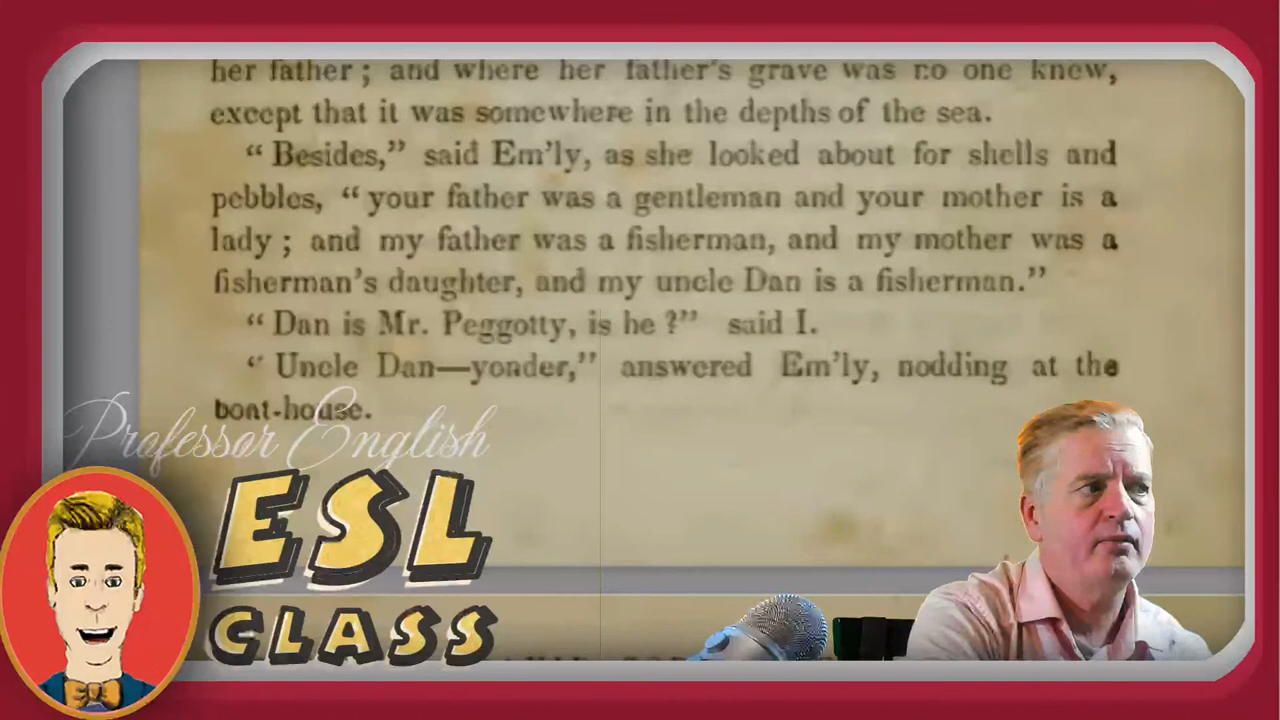 her father ; and where her father's grave was no one knew,
except that it was somewhere in the depths of the sea.
“ Besides,” said Em’ly, as she looked about for shells and
pebbles, “ your father was a gentleman and your mother is a
lady ; and my father was a fisherman, and my mother was a
fisherman’s daughter, and my uncle Dan is a fisherman.”
“ Dan is Mr. Peggotty, is he ?” said I.
“ Uncle Dan—yonder,” answered Em’ly, nodding at the
boat-house.
Professor English
ESL
CLASS